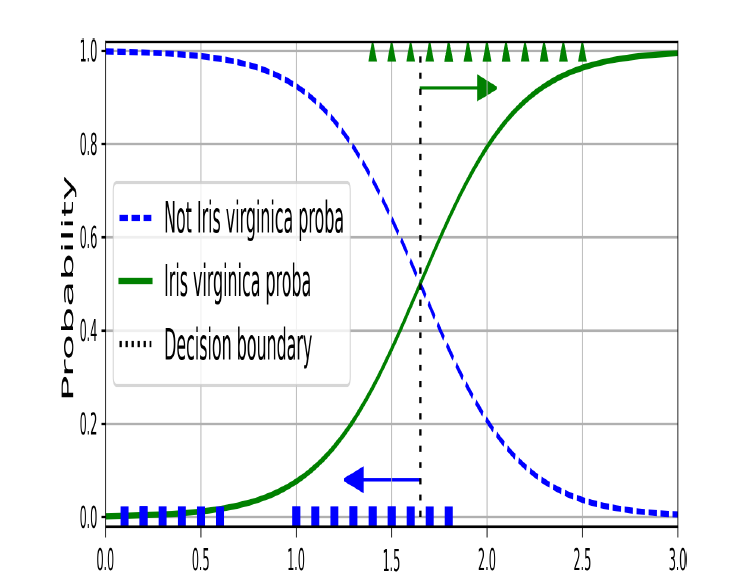 1.0
0.8
0.6
0.4
0.2
0.0
Probability
Not Iris virginica proba
Iris virginica proba
Decision boundary
0.0 0.5 1.0 1.5 2.0 2.5 3.0